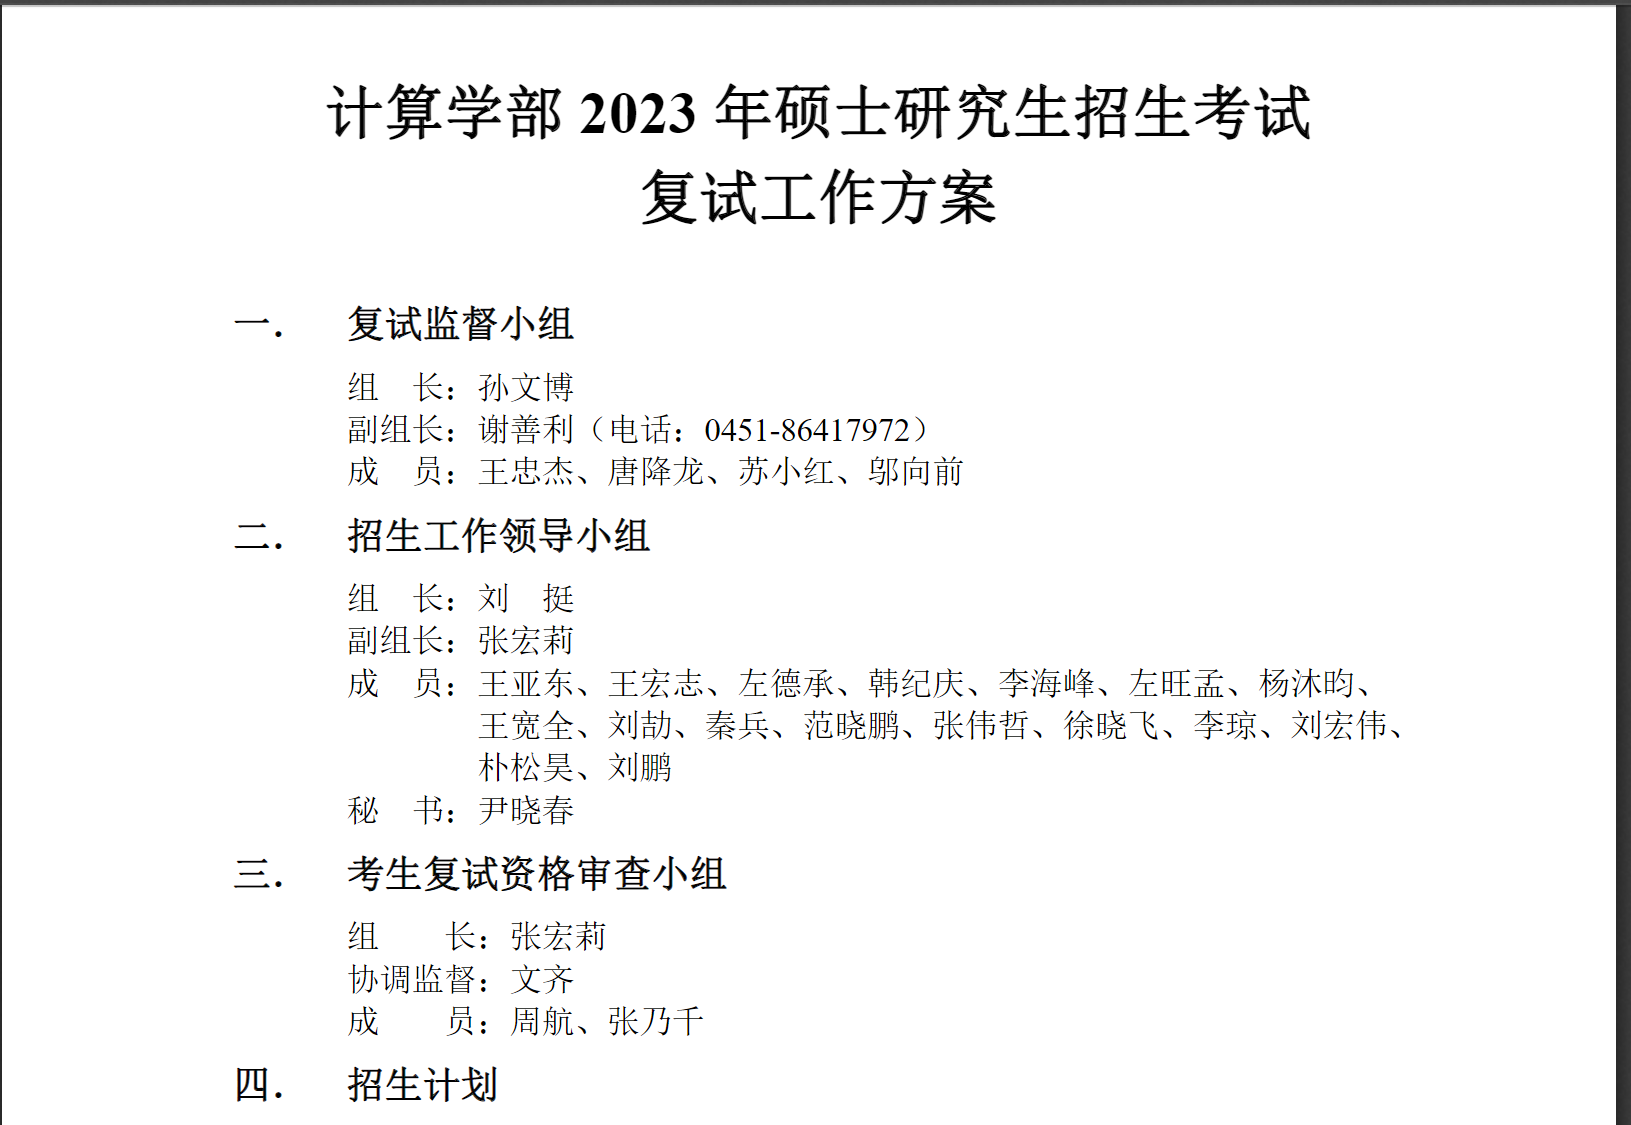 计算学部 2023 年硕士研究生招生考试
复试工作方案
一. 复试监督小组
组　长：孙文博
副组长：谢善利（电话：0451-86417972）
成　员：王忠杰、唐降龙、苏小红、邬向前
二. 招生工作领导小组
组　长：刘　挺
副组长：张宏莉
成　员：王亚东、王宏志、左德承、韩纪庆、李海峰、左旺孟、杨沐昀、
王宽全、刘劼、秦兵、范晓鹏、张伟哲、徐晓飞、李琼、刘宏伟、
朴松昊、刘鹏
秘　书：尹晓春
三. 考生复试资格审查小组
组　　长：张宏莉
协调监督：文齐
成　　员：周航、张乃千
四. 招生计划